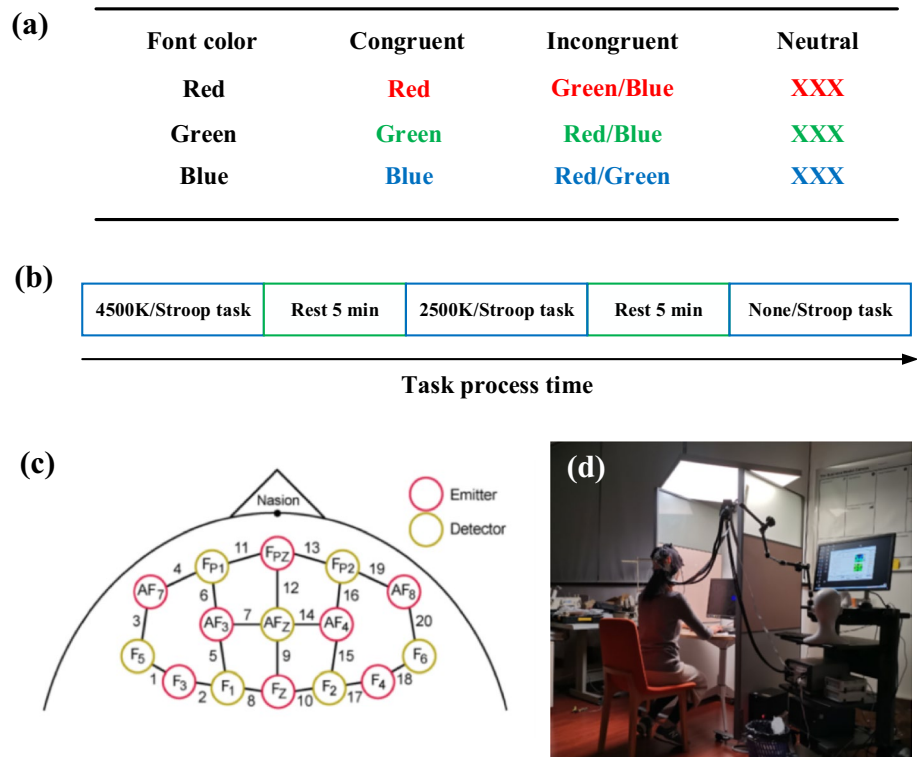 (a)
Font color Congruent Incongruent Neutral
Red Red Green/Blue XXX
Green Green Red/Blue XXX
Blue Blue Red/Green XXX
(b)
4500K/Stroop task Rest 5 min 2500K/Stroop task Rest 5 min None/Stroop task
Task process time
(c)
Nasion
Emitter
Detector
11 FPZ 13
4 FP1 FP2 19
AF7 6 12 16 AF8
3 AF3 7 AFZ 14 AF4 20
F5 5 9 15 F6
1 F3 2 F1 8 FZ 10 F2 17 F4 18
(d)